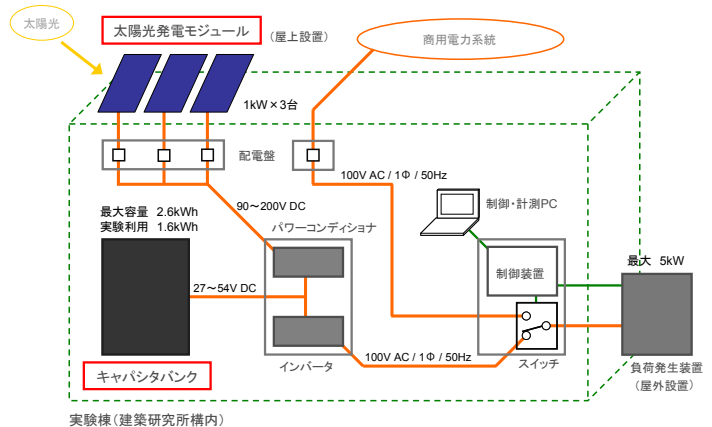 太陽光
太陽光発電モジュール
(屋上設置)
商用電力系統
1kW×3台
配電盤
100V AC / 1Φ / 50Hz
最大容量 2.6kWh
実験利用 1.6kWh
90～200V DC
パワーコンディショナ
制御・計測PC
制御装置
最大 5kW
27～54V DC
キャパシタバンク
インバータ
100V AC / 1Φ / 50Hz
スイッチ
負荷発生装置
(屋外設置)
実験棟(建築研究所構内)